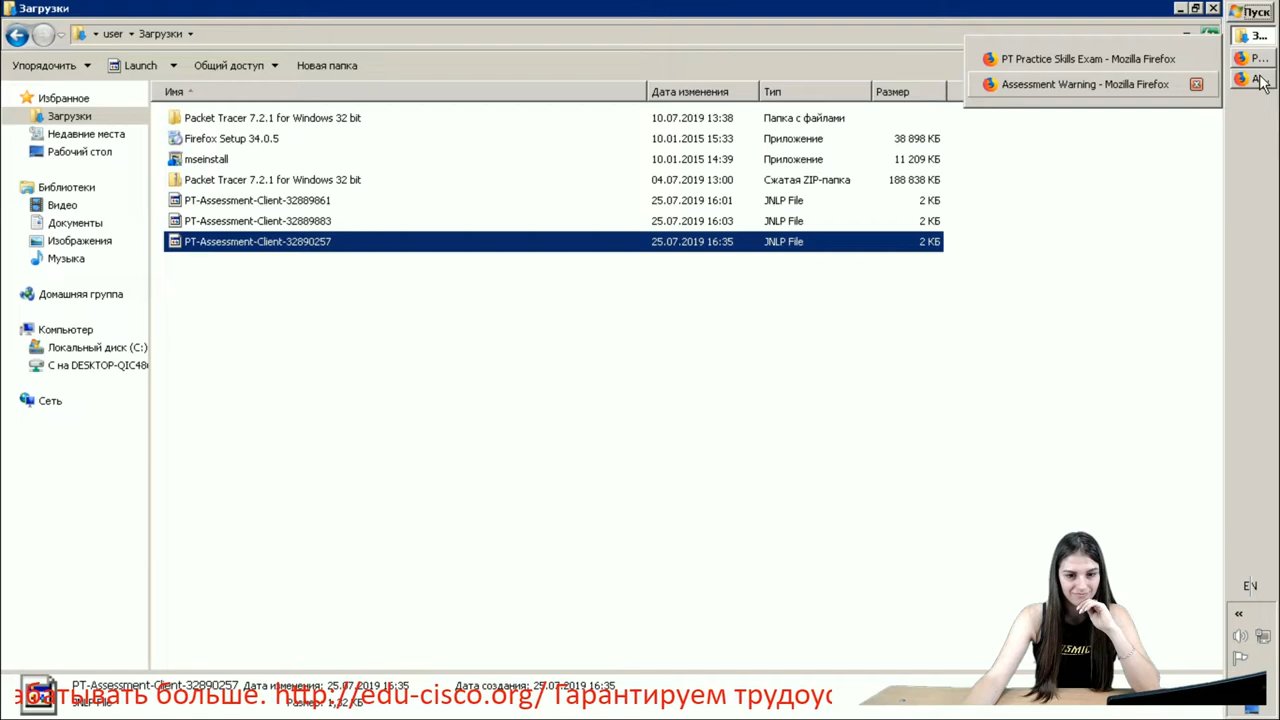 Загрузки
Пуск
user
Загрузки
З...
Упорядочить
Launch
Общий доступ
Новая папка
PT Practice Skills Exam - Mozilla Firefox
P...
Assessment Warning - Mozilla Firefox
Имя
Дата изменения
Тип
Размер
Избранное
Загрузки
Недавние места
Рабочий стол
Библиотеки
Видео
Документы
Изображения
Музыка
Домашняя группа
Компьютер
Локальный диск (C:)
Сеть
Packet Tracer 7.2.1 for Windows 32 bit 10.07.2019 13:38 Папка с файлами
Firefox Setup 34.0.5 10.01.2015 15:33 Приложение 38 898 КБ
mseinstall 10.01.2015 14:39 Приложение 11 209 КБ
Packet Tracer 7.2.1 for Windows 32 bit 04.07.2019 13:00 Сжатая ZIP-папка 188 838 КБ
PT-Assessment-Client-32889861 25.07.2019 16:01 JNLP File 2 КБ
PT-Assessment-Client-32889883 25.07.2019 16:03 JNLP File 2 КБ
PT-Assessment-Client-32890257 25.07.2019 16:35 JNLP File 2 КБ
EN
PT-Assessment-Client-32890257 Дата изменения: 25.07.2019 16:35 Дата создания: 25.07.2019 16:35
больше. http://edu-cisco.org/ Гарантируем